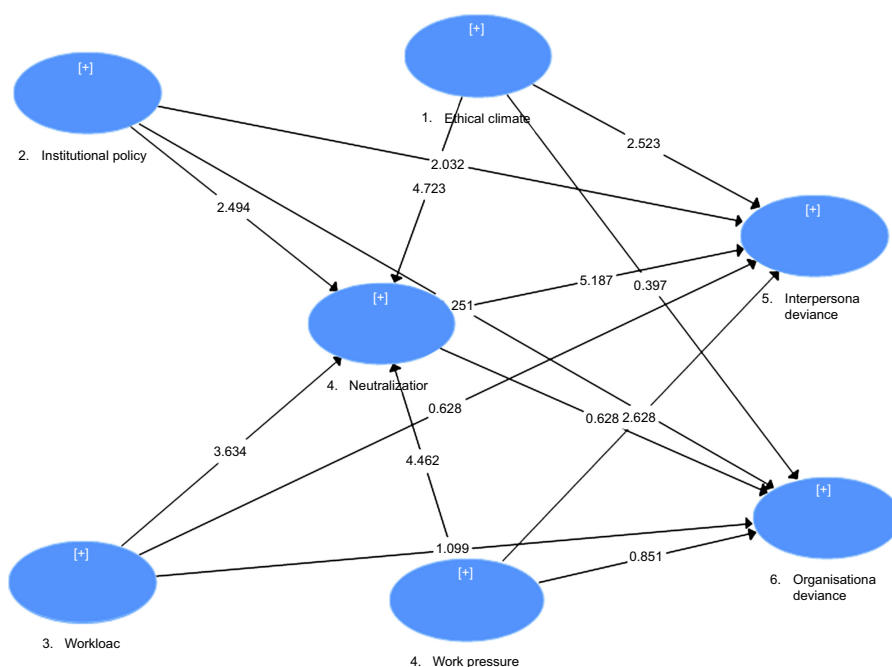 [+]
[+]
1. Ethical climate
2. Institutional policy
2.523
2.032
4.723
2.494
[+]
5.187
0.397
[+]
251
5. Interpersona
deviance
4. Neutralizatior
0.628
0.628
2.628
3.634
4.462
[+]
1.099
0.851
[+]
[+]
6. Organisationa
deviance
3. Workloac
4. Work pressure